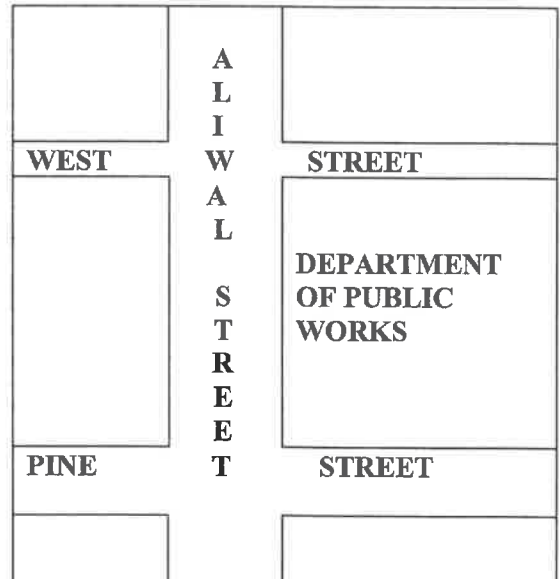 ALIWAL STREET
WEST STREET
DEPARTMENT
OF PUBLIC
WORKS
PINE STREET